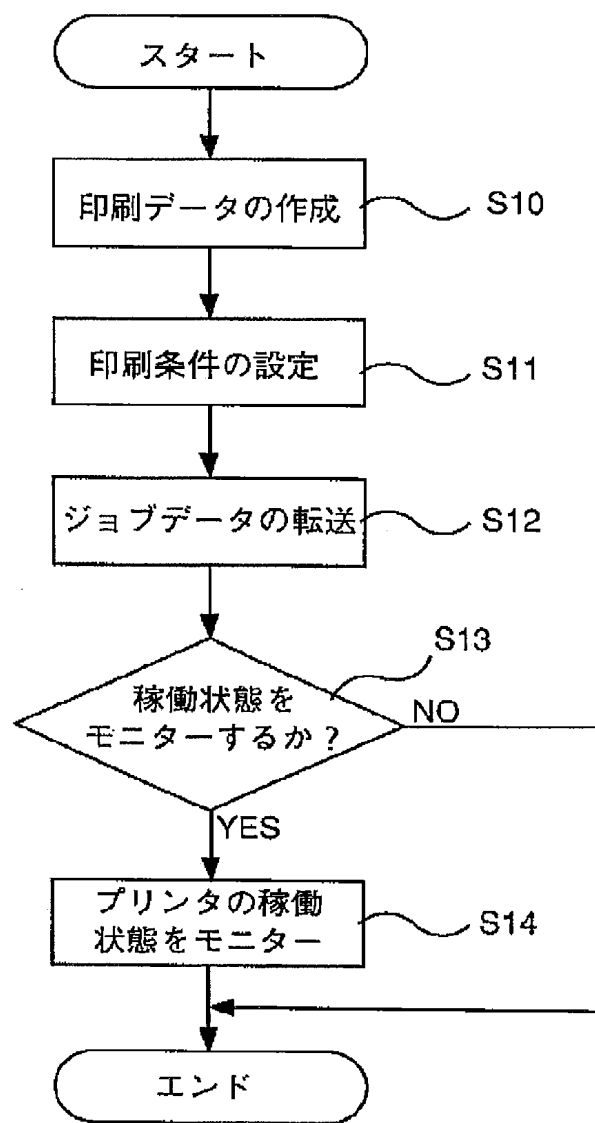 スタート
印刷データの作成
S10
印刷条件の設定
S11
ジョブデータの転送
S12
S13
稼働状態を
モニターするか？
NO
YES
プリンタの稼働
状態をモニター
S14
エンド